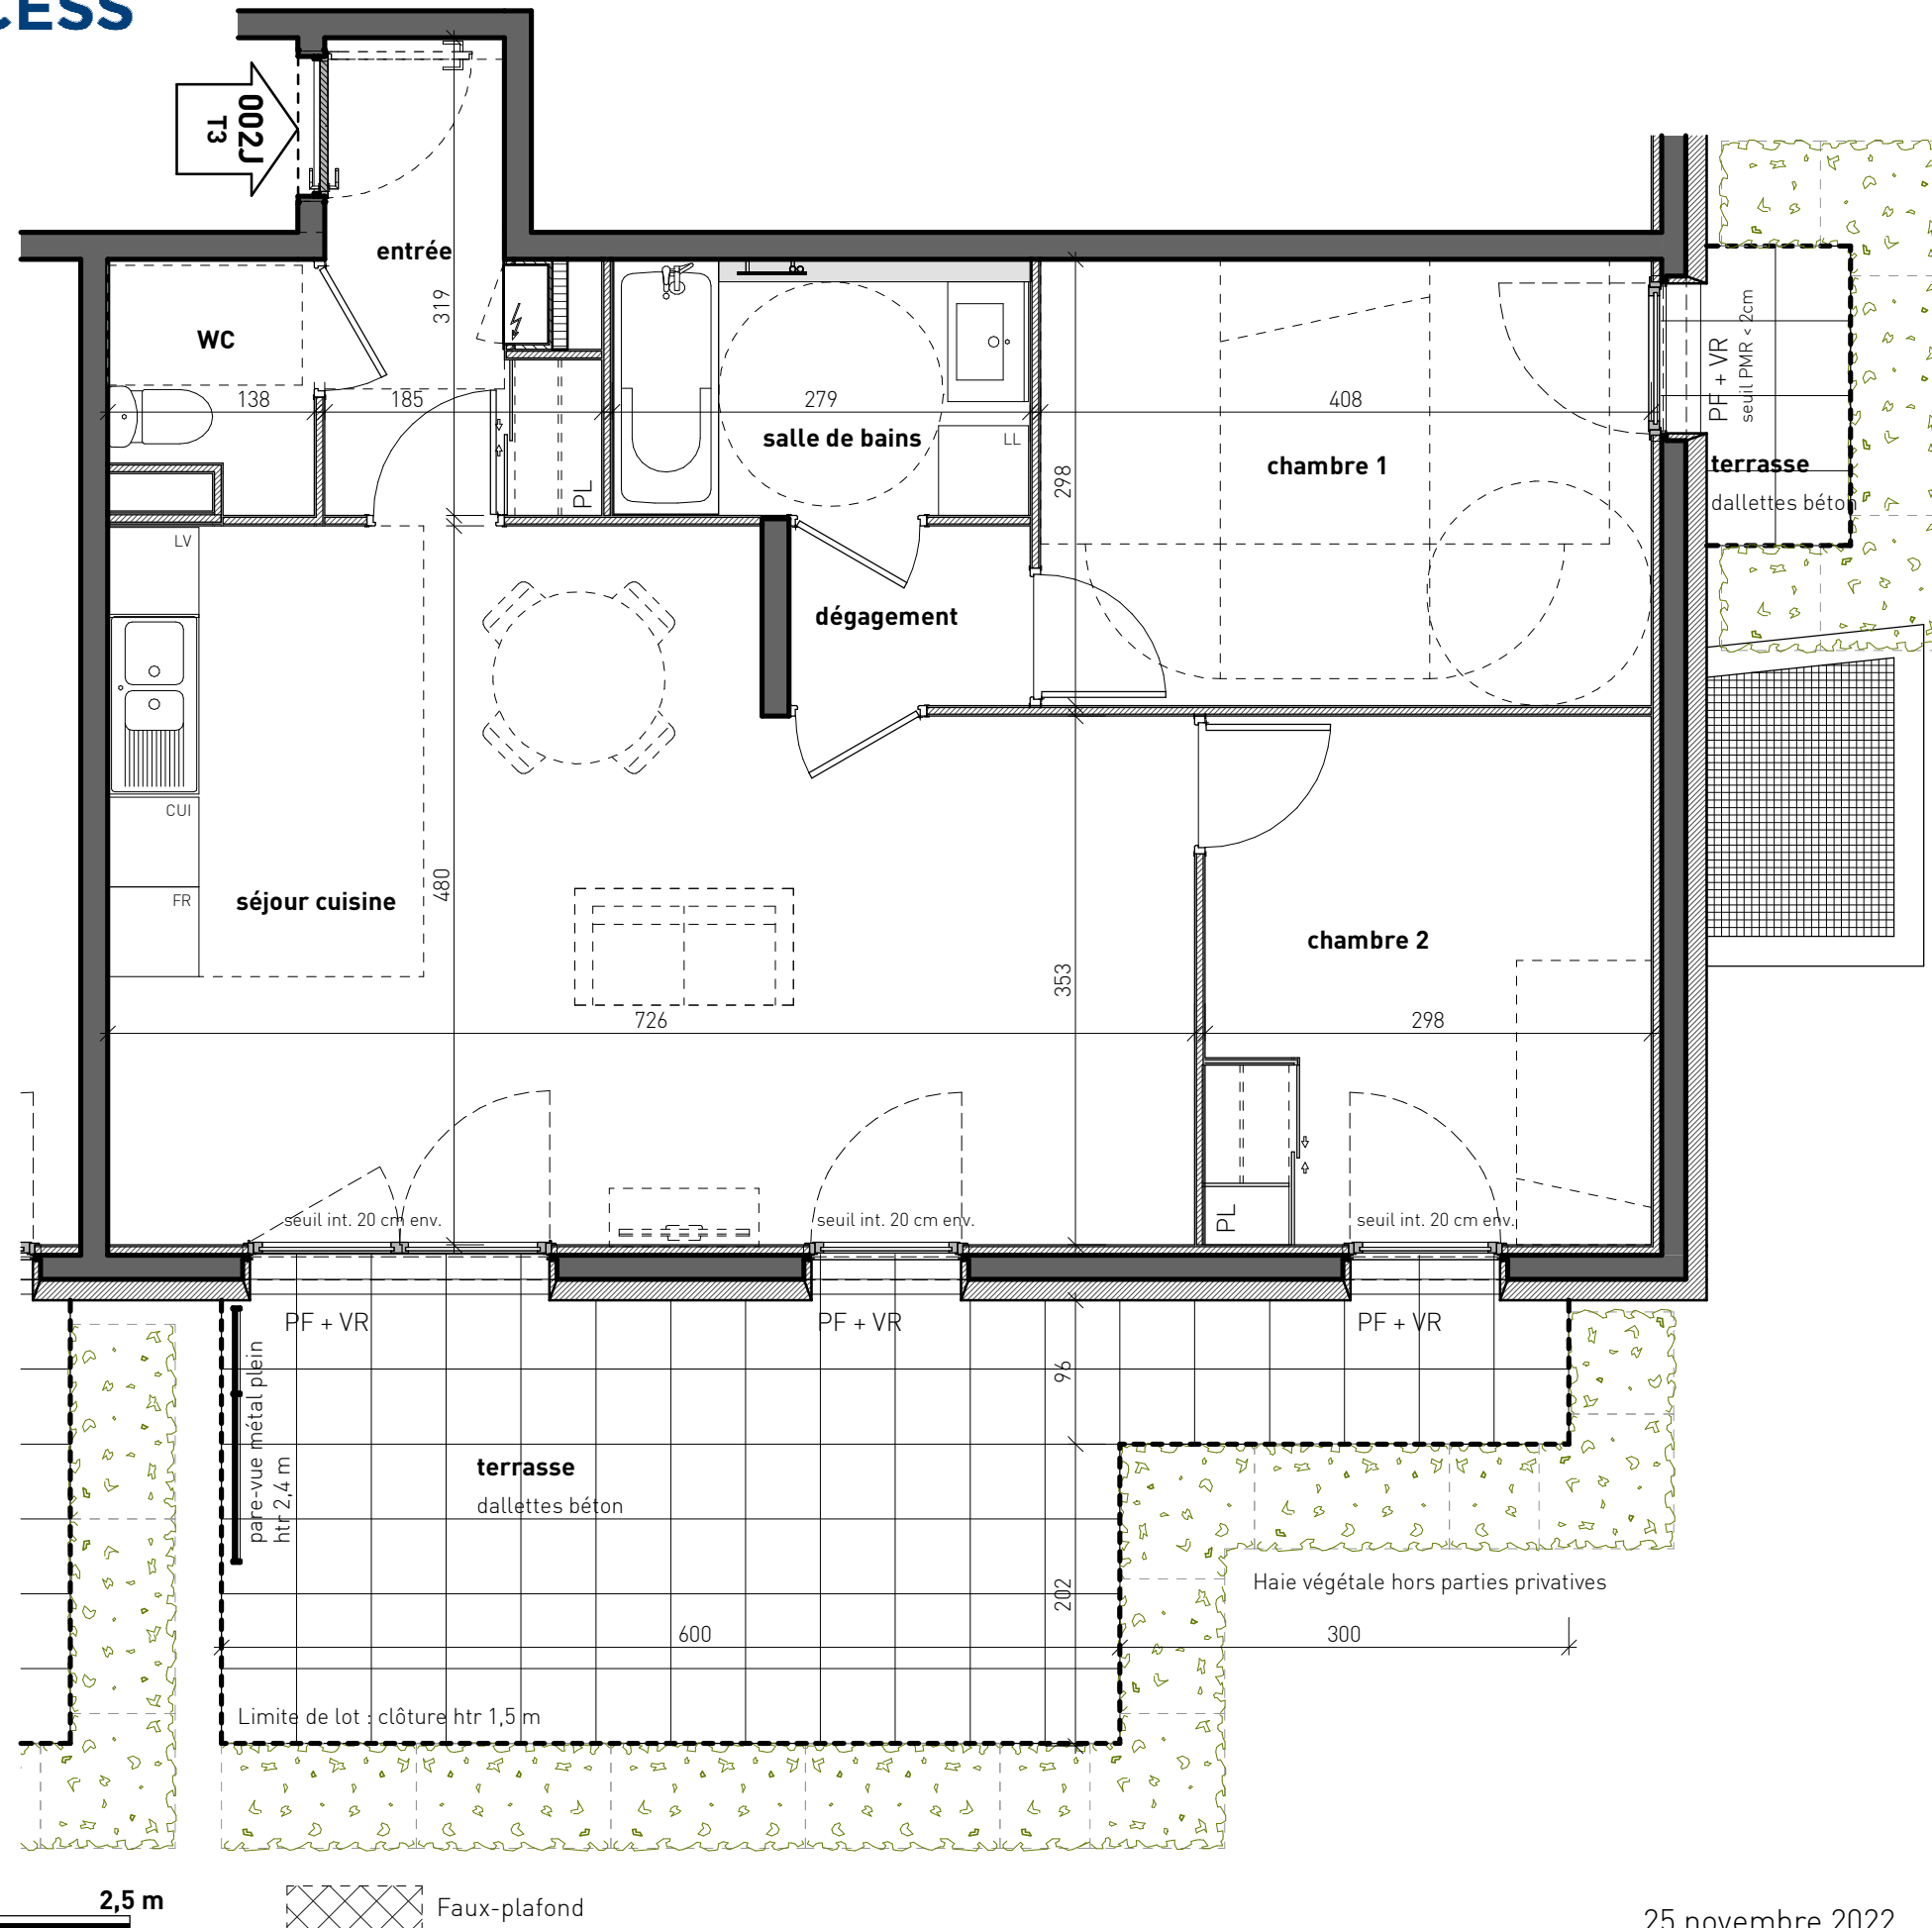 CESS
002J
T3
entrée
319
WC
138
185
279
408
salle de bains
LL
PL
298
chambre 1
PF + VR
seuil PMR < 2cm
terrasse
dallettes béton
LV
dégagement
CUI
FR
séjour cuisine
480
353
chambre 2
726
298
PL
seuil int. 20 cm env.
seuil int. 20 cm env.
seuil int. 20 cm env.
PF + VR
PF + VR
PF + VR
pare-vue métal plein
htr 2,4 m
96
terrasse
dallettes béton
202
Haie végétale hors parties privatives
600
300
Limite de lot : clôture htr 1,5 m
2,5 m
Faux-plafond
25 novembre 2022